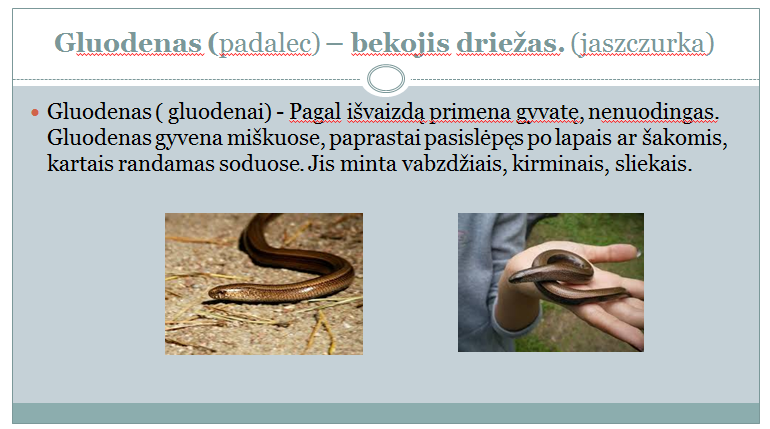 Gluodenas (padalec) – bekojis driežas. (jaszczurka)
• Gluodenas ( gluodenai) - Pagal išvaizdą primena gyvatę, nenuodingas.
Gluodenas gyvena miškuose, paprastai pasislėpęs po lapais ar šakomis,
kartais randamas soduose. Jis minta vabzdžiais, kirminais, sliekais.